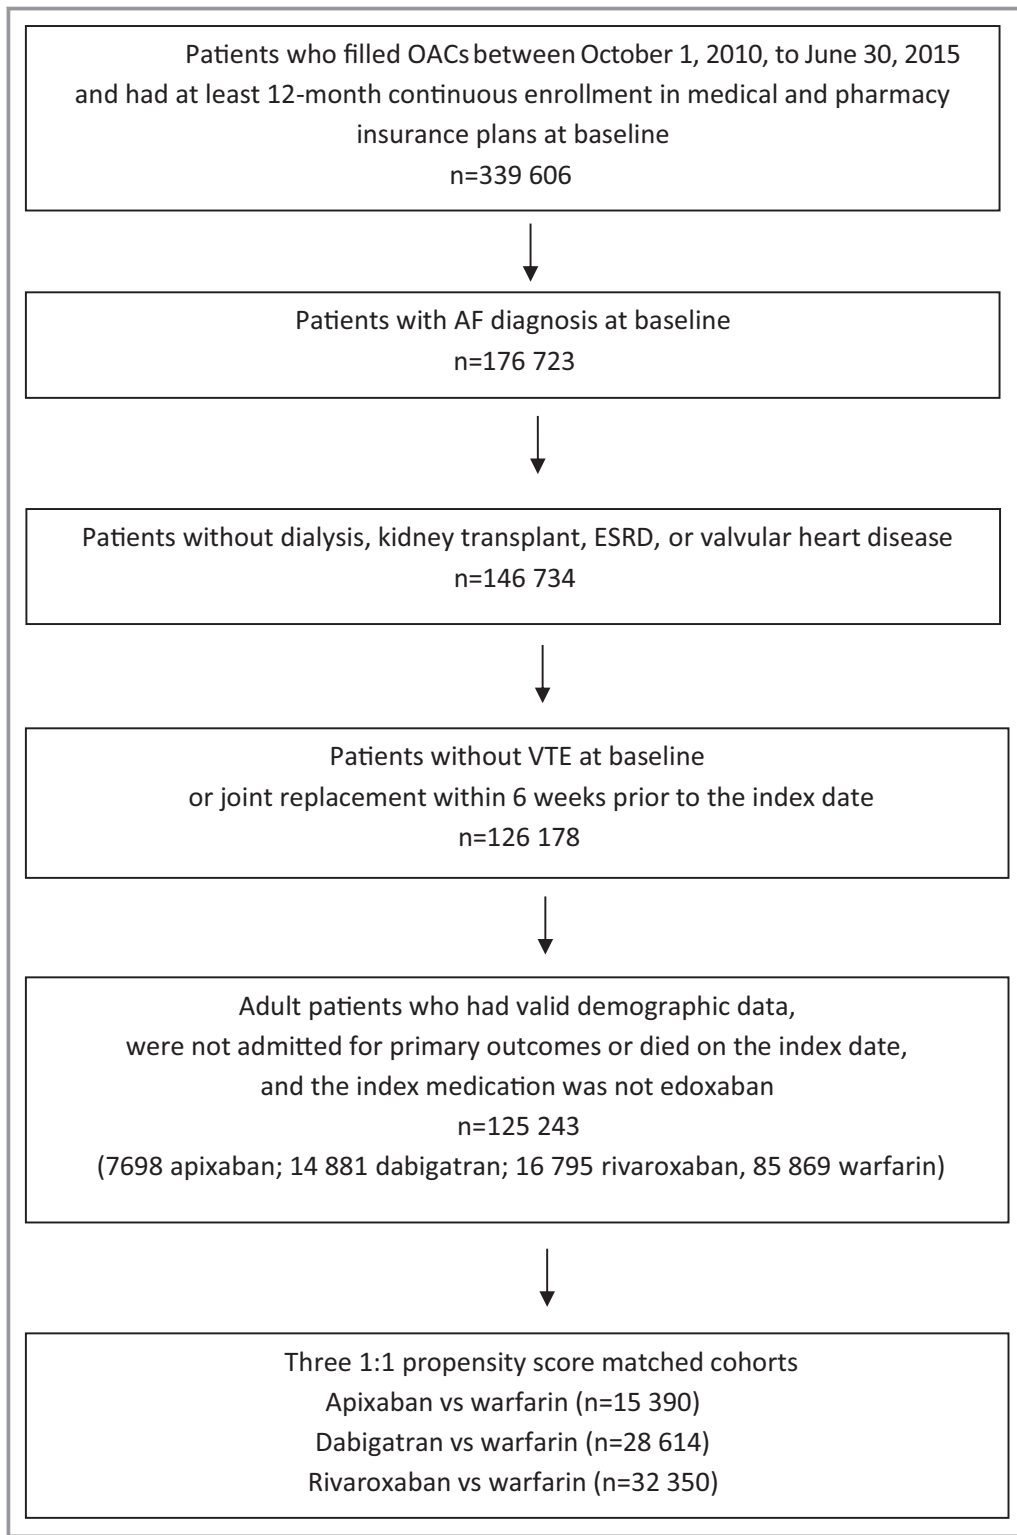 Patients who filled OACs between October 1, 2010, to June 30, 2015
and had at least 12-month continuous enrollment in medical and pharmacy
insurance plans at baseline
n=339 606
Patients with AF diagnosis at baseline
n=176 723
Patients without dialysis, kidney transplant, ESRD, or valvular heart disease
n=146 734
Patients without VTE at baseline
or joint replacement within 6 weeks prior to the index date
n=126 178
Adult patients who had valid demographic data,
were not admitted for primary outcomes or died on the index date,
and the index medication was not edoxaban
n=125 243
(7698 apixaban; 14 881 dabigatran; 16 795 rivaroxaban, 85 869 warfarin)
Three 1:1 propensity score matched cohorts
Apixaban vs warfarin (n=15 390)
Dabigatran vs warfarin (n=28 614)
Rivaroxaban vs warfarin (n=32 350)